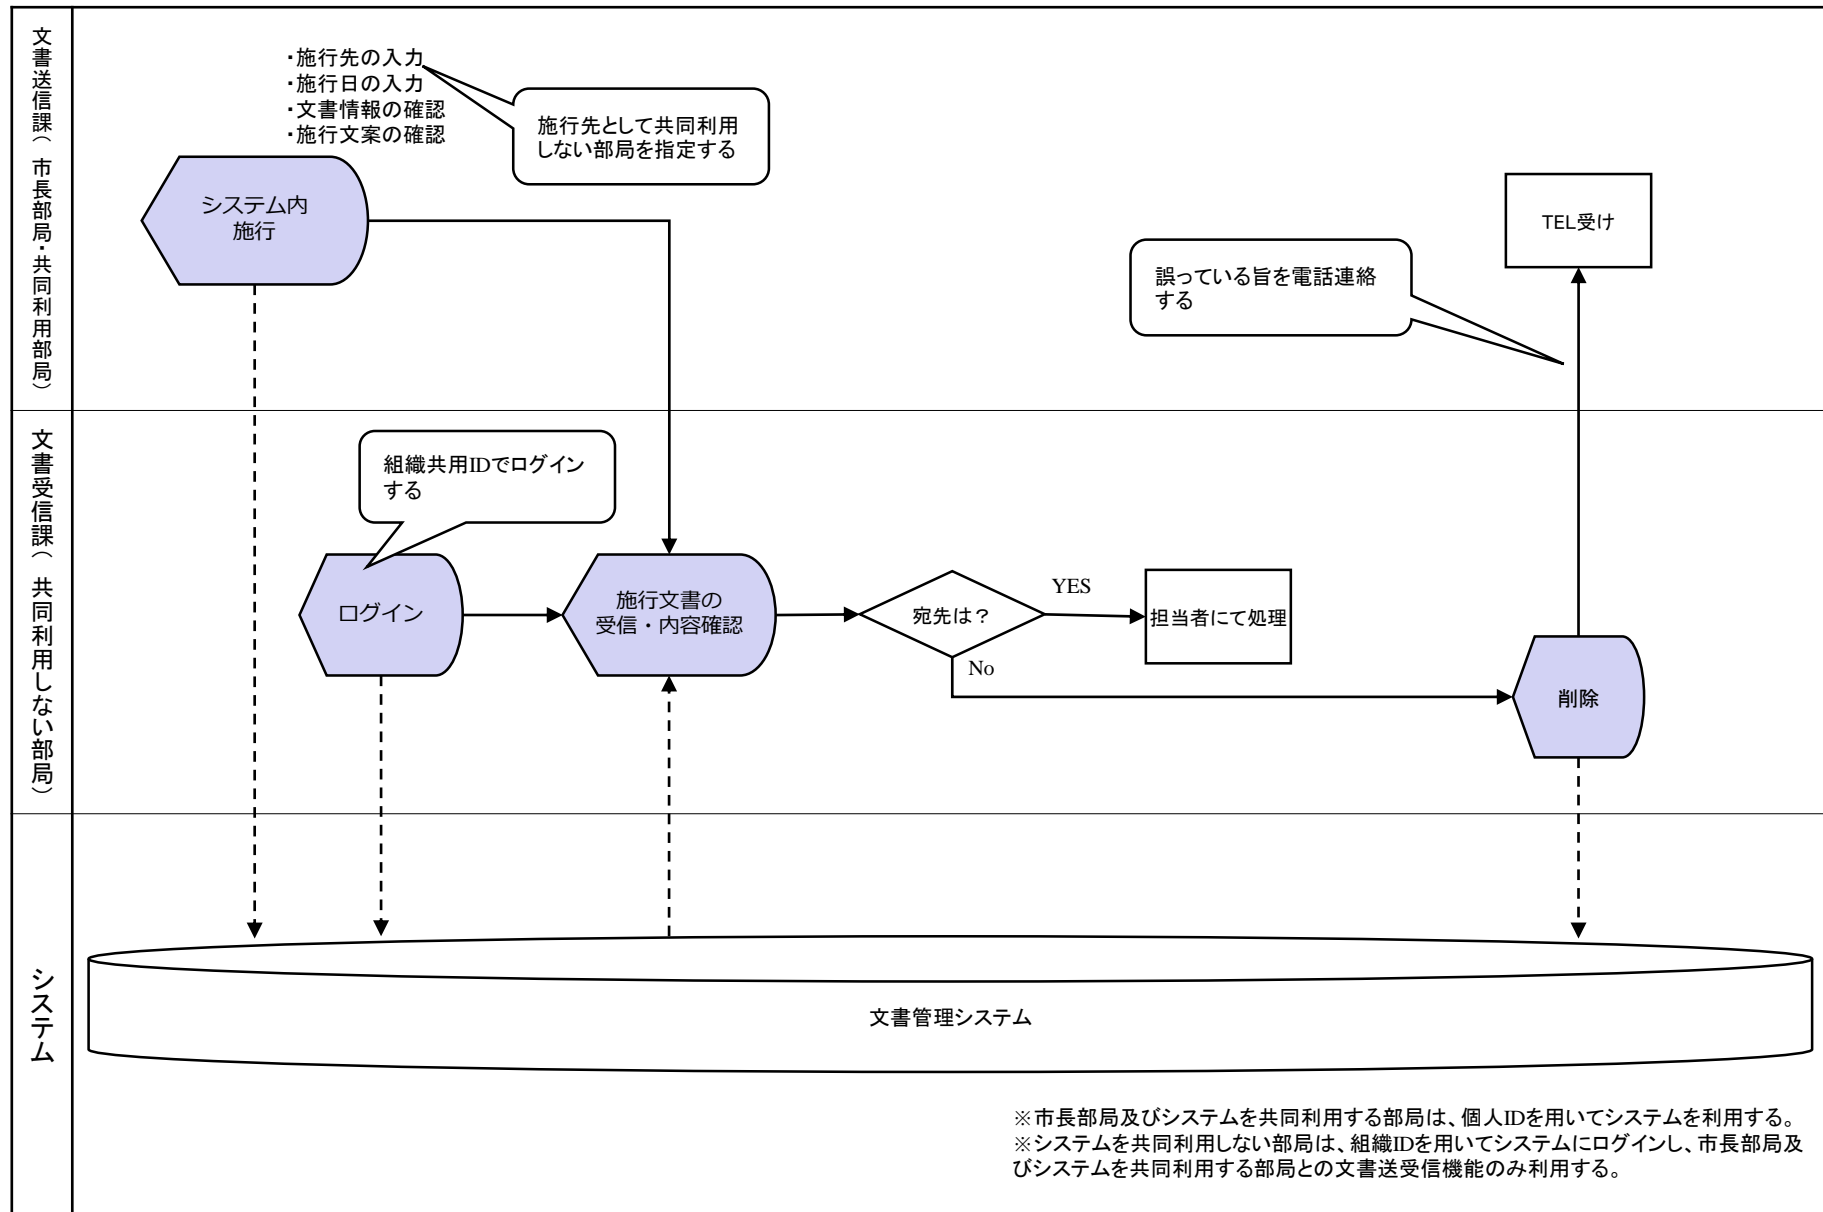 文書送信課（市長部局・共同利用部局）
・施行先の入力
・施行日の入力
・文書情報の確認
・施行文案の確認
施行先として共同利用
しない部局を指定する
システム内
施行
TEL受け
誤っている旨を電話連絡
する
文書受信課（共同利用しない部局）
組織共用IDでログイン
する
ログイン
施行文書の
受信・内容確認
宛先は？
YES
担当者にて処理
No
削除
システム
文書管理システム
※市長部局及びシステムを共同利用する部局は、個人IDを用いてシステムを利用する。
※システムを共同利用しない部局は、組織IDを用いてシステムにログインし、市長部局及
びシステムを共同利用する部局との文書送受信機能のみ利用する。